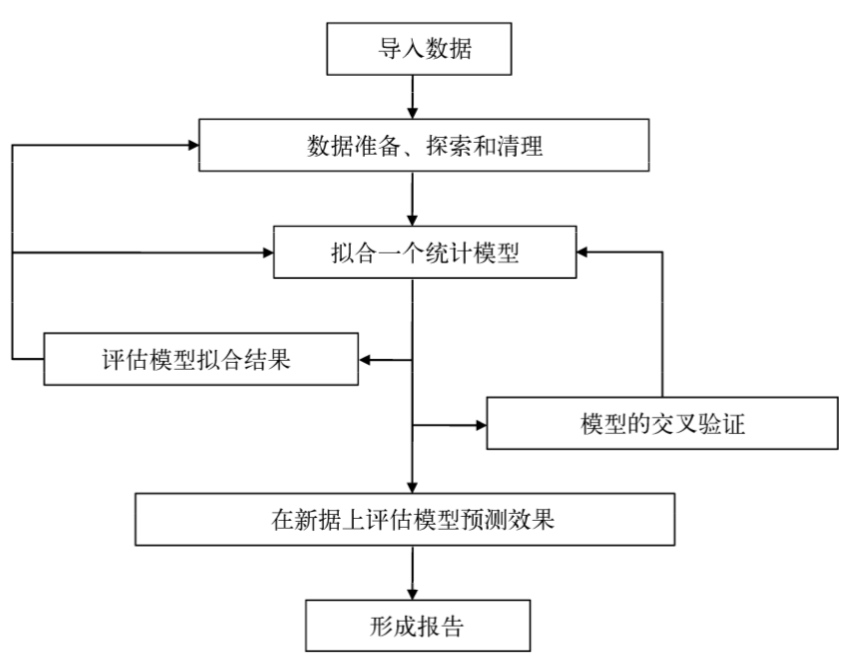 导入数据
数据准备、探索和清理
拟合一个统计模型
评估模型拟合结果
模型的交叉验证
在新据上评估模型预测效果
形成报告